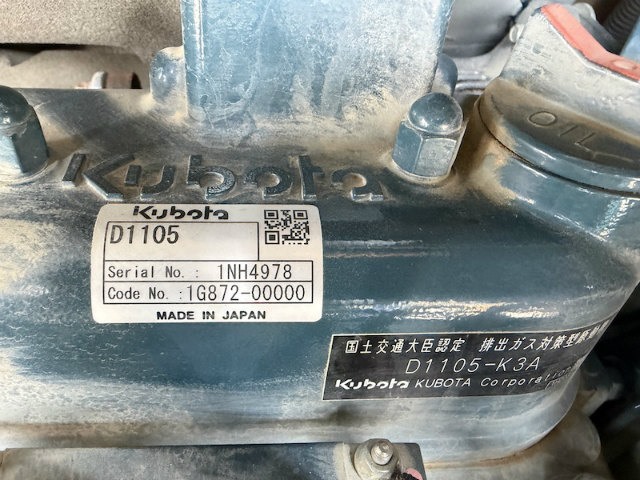 OIL
Kubota
Kubota
D1105
Serial No. : 1NH4978
Code No. :1G872-00000
MADE IN JAPAN
国土交通大臣認定 排出ガス対策型
D1105-K3A
Kubota KUBOTA Corporation